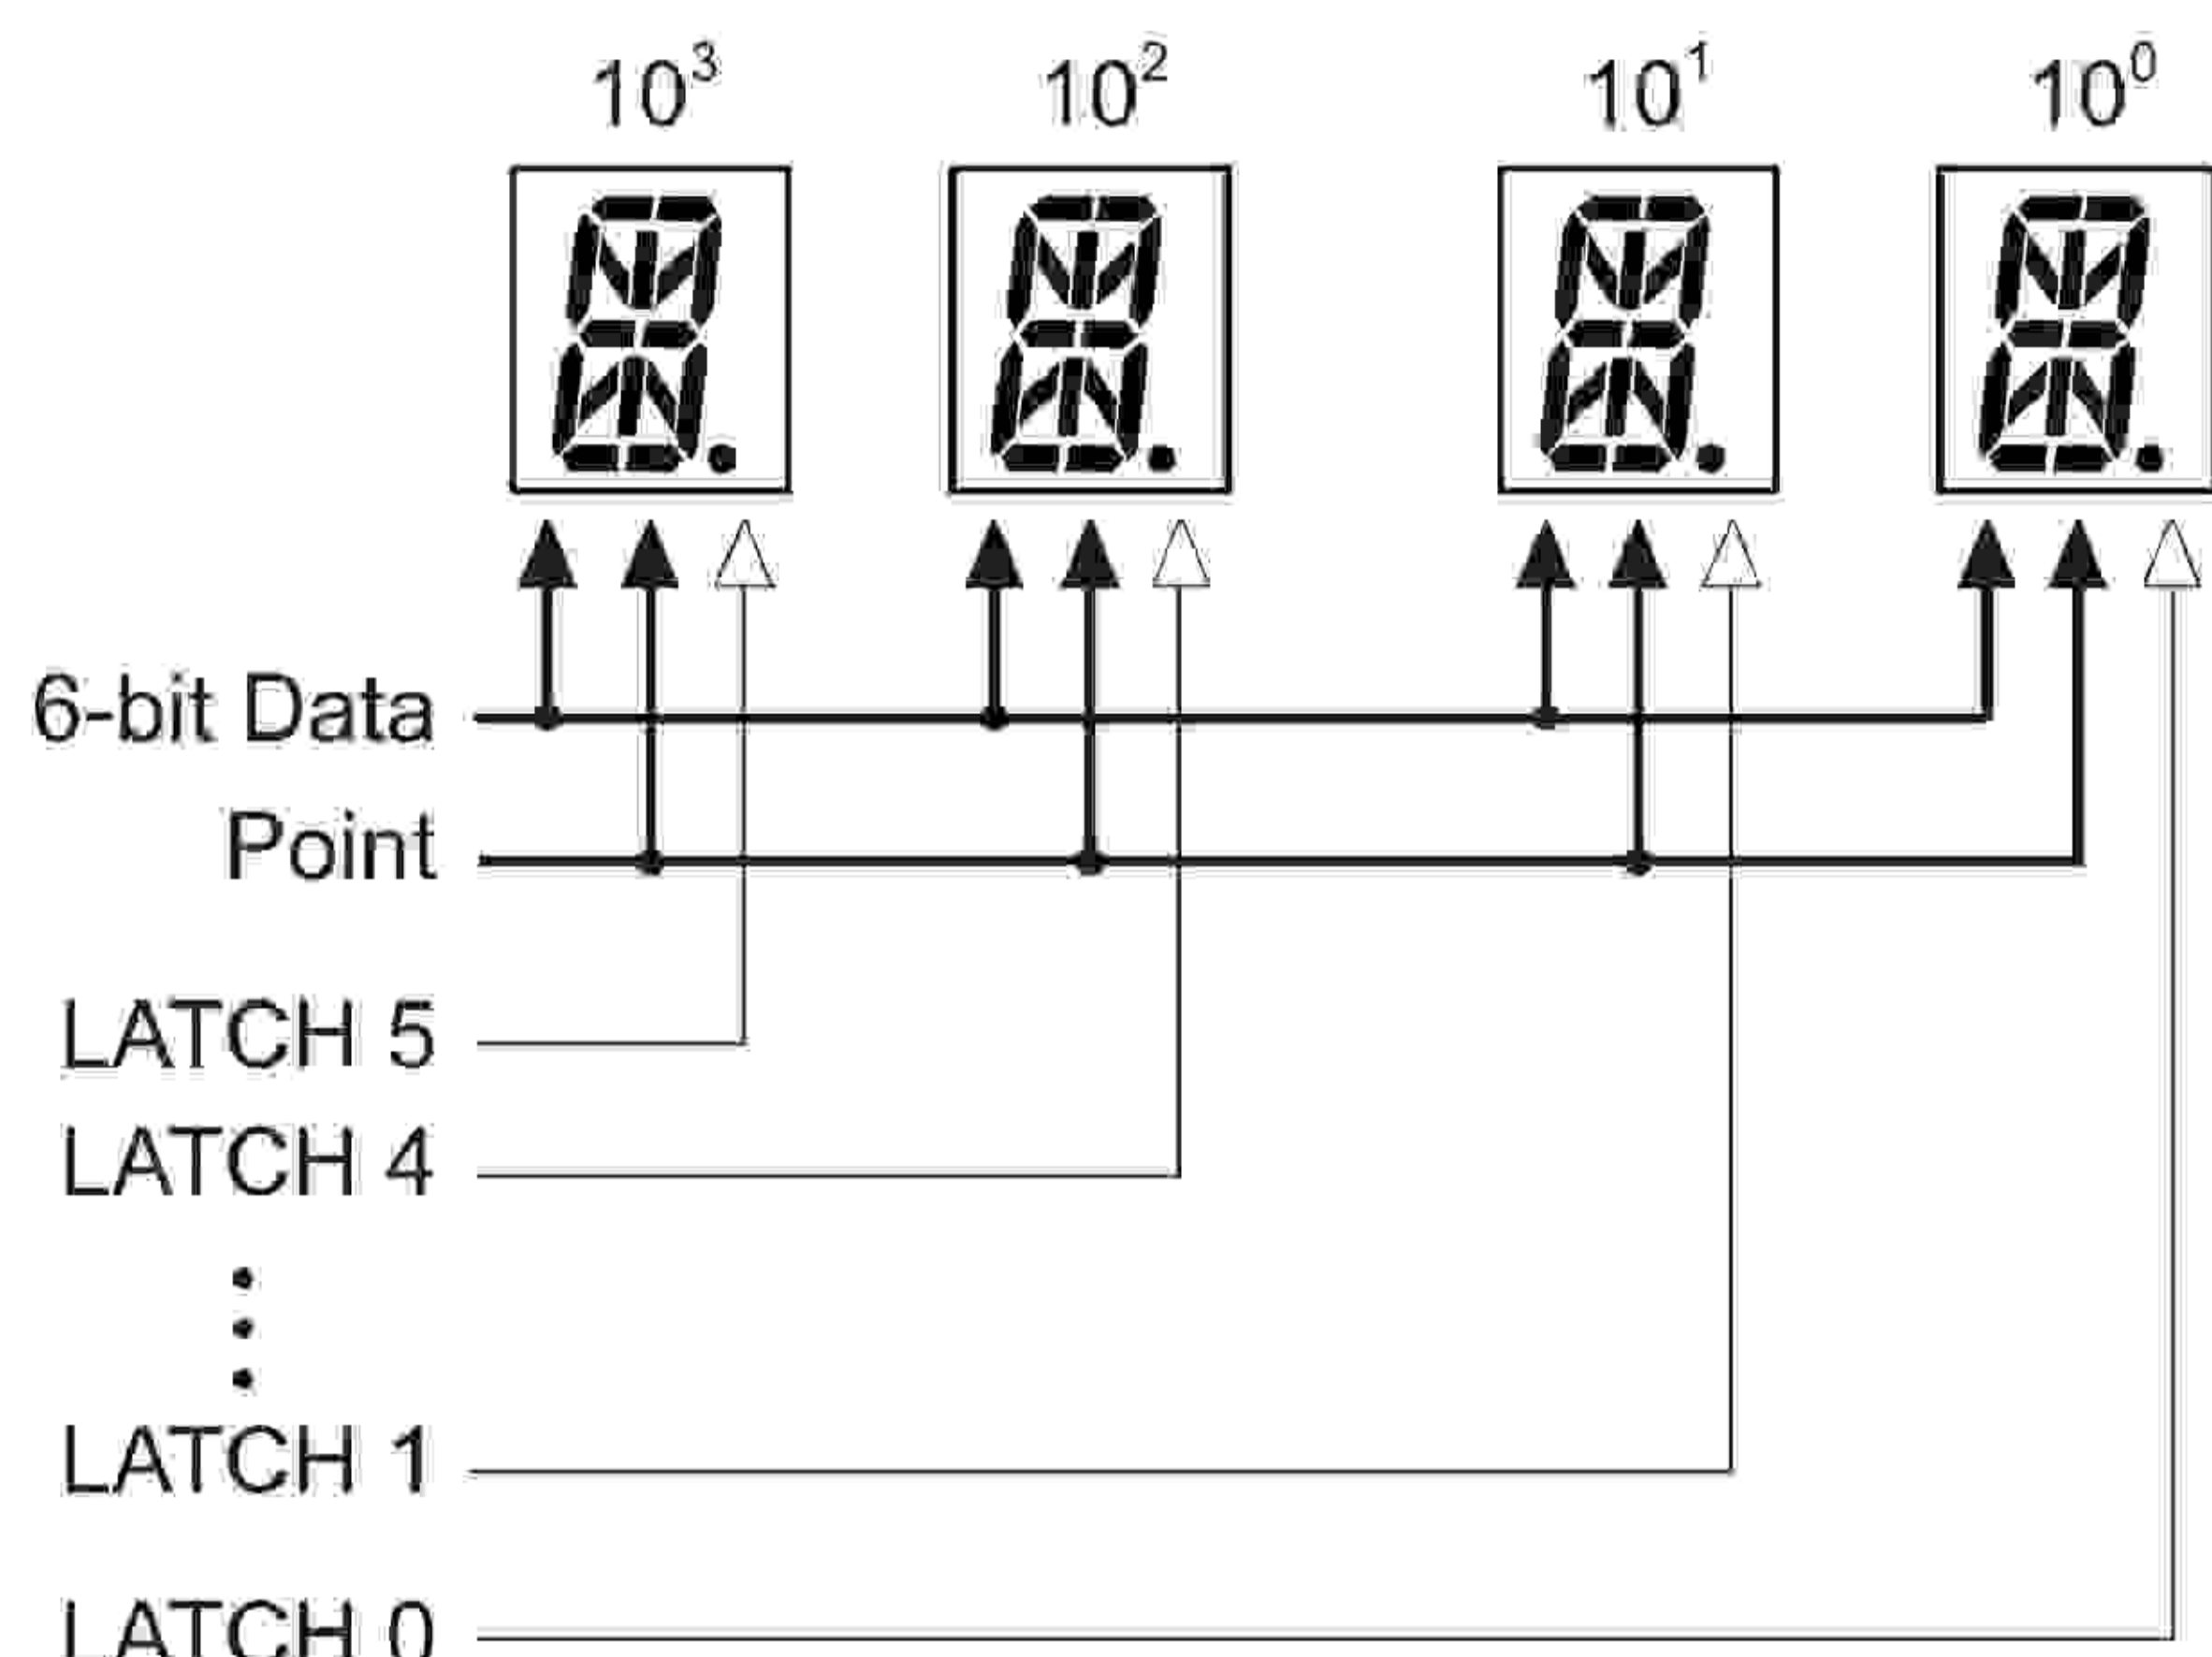 10³ 10² 10¹ 10⁰
6-bit Data
Point
LATCH 5
LATCH 4
LATCH 1
LATCH 0